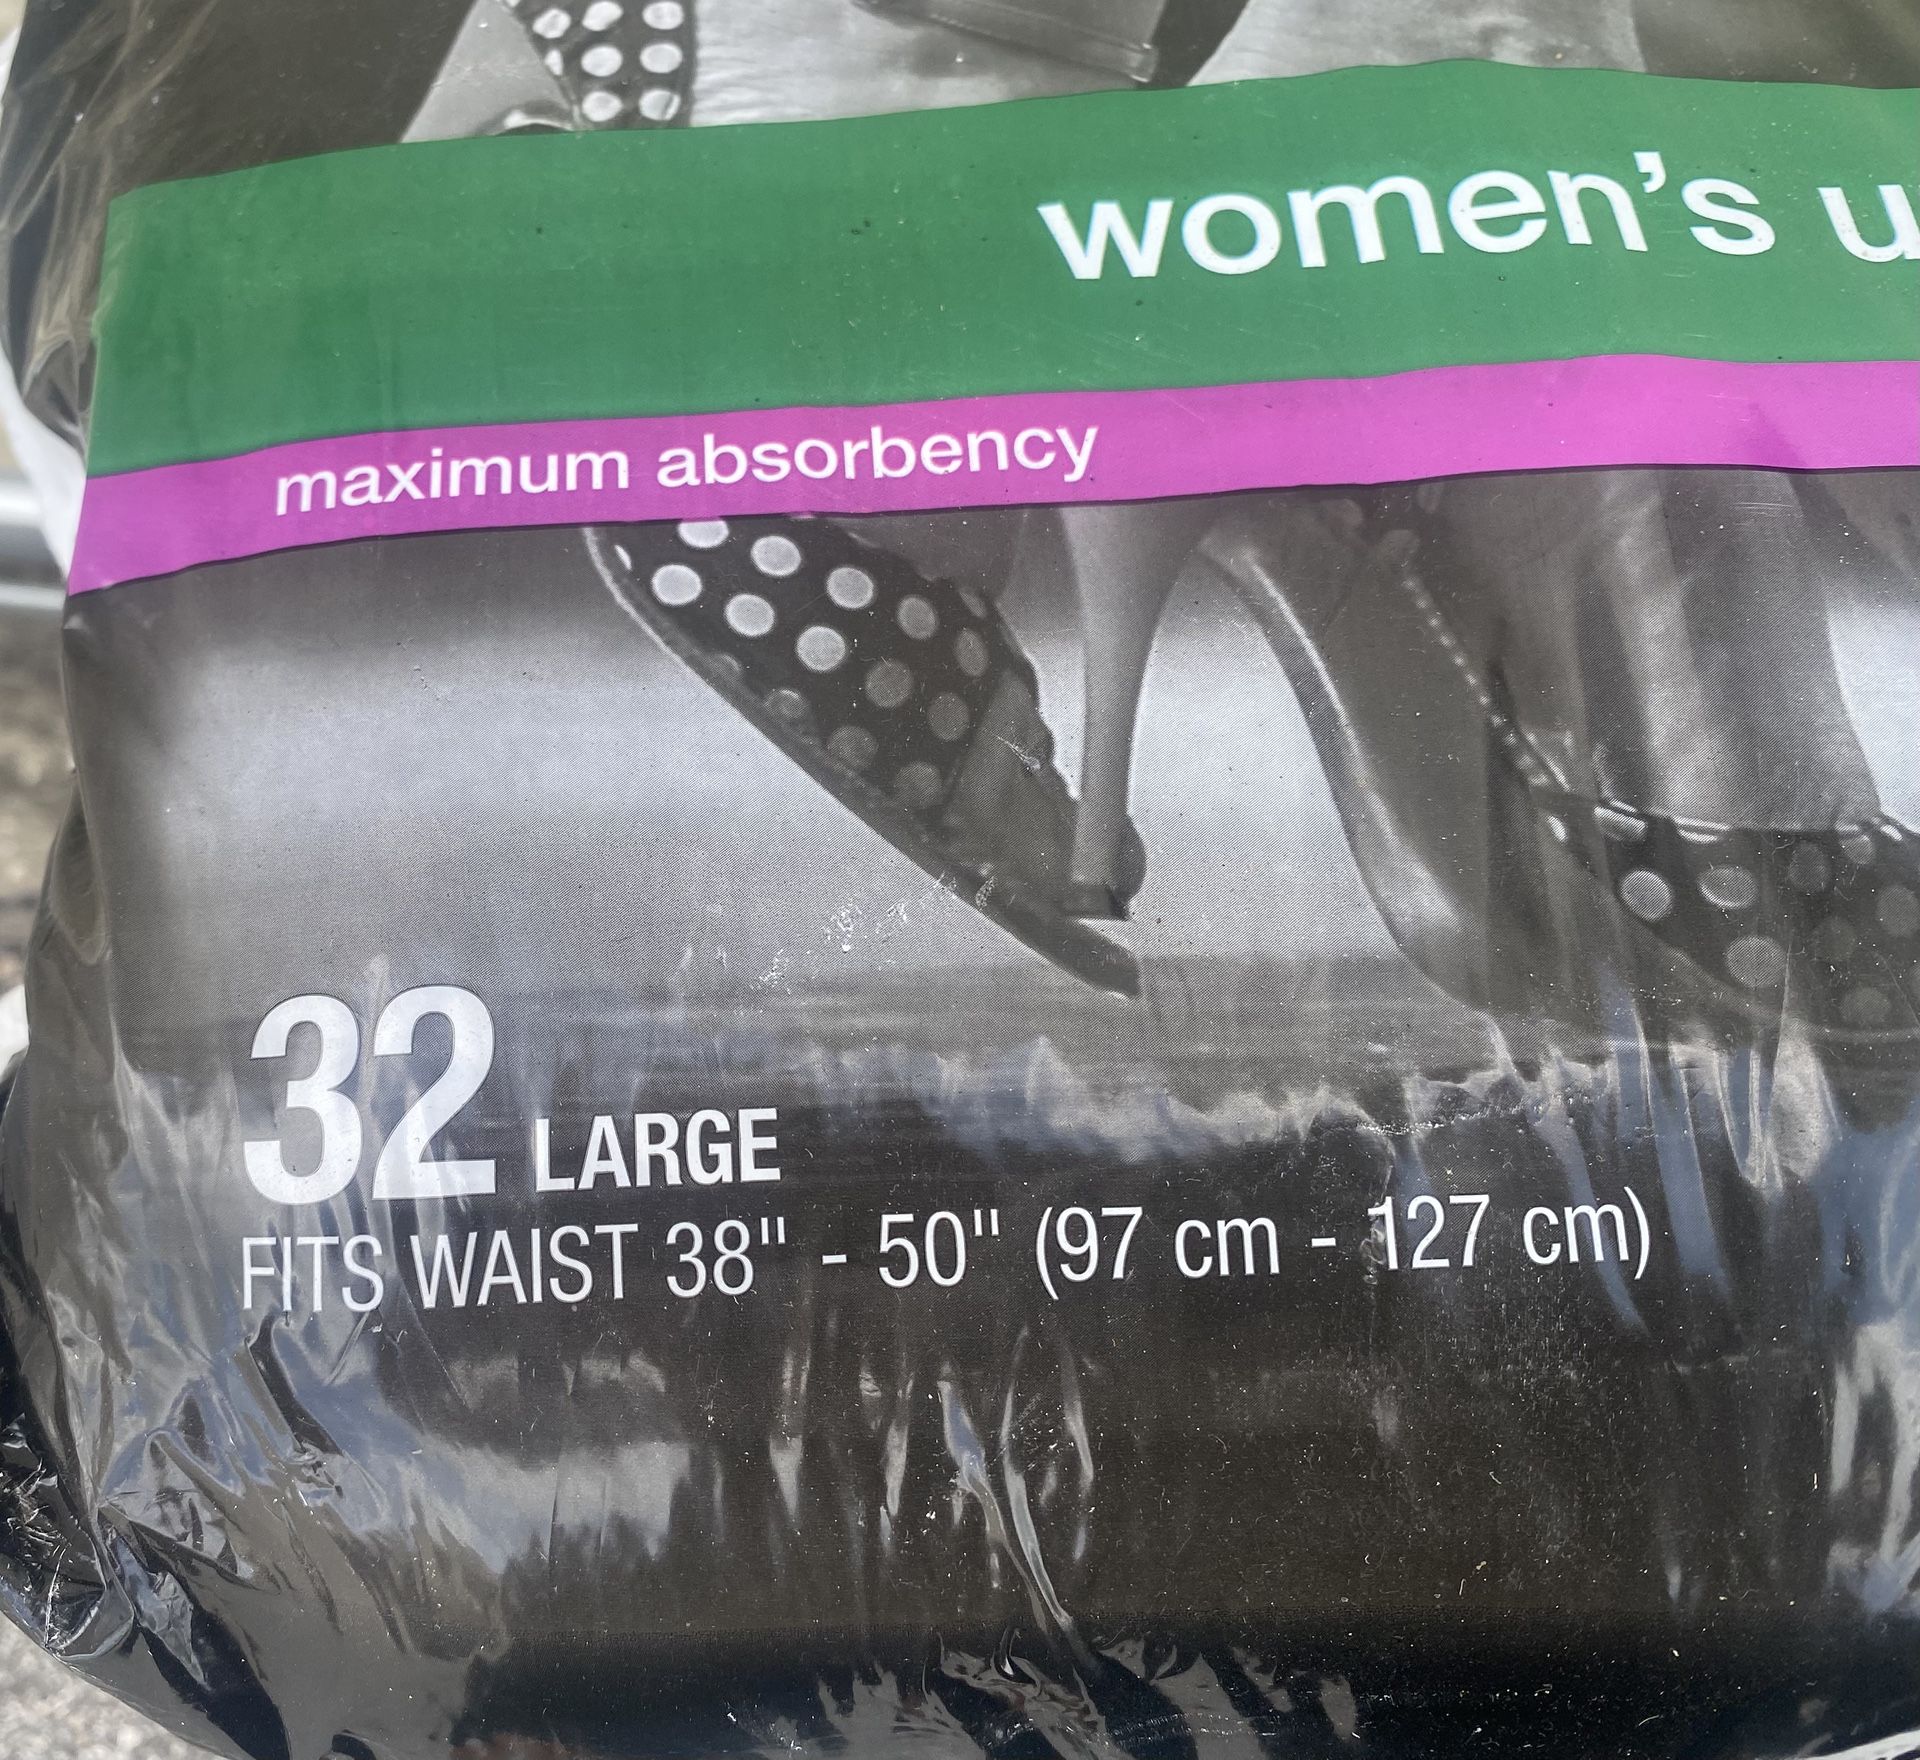 women's u
maximum absorbency
32 LARGE
FITS WAIST 38" - 50" (97 cm - 127 cm)